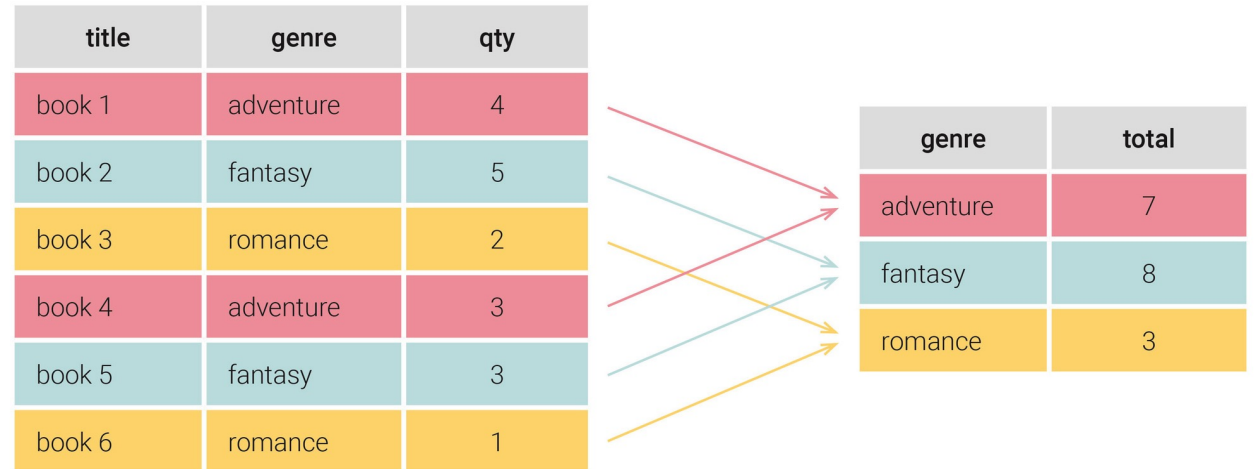 title genre qty
book 1 adventure 4
book 2 fantasy 5
book 3 romance 2
book 4 adventure 3
book 5 fantasy 3
book 6 romance 1
genre total
adventure 7
fantasy 8
romance 3